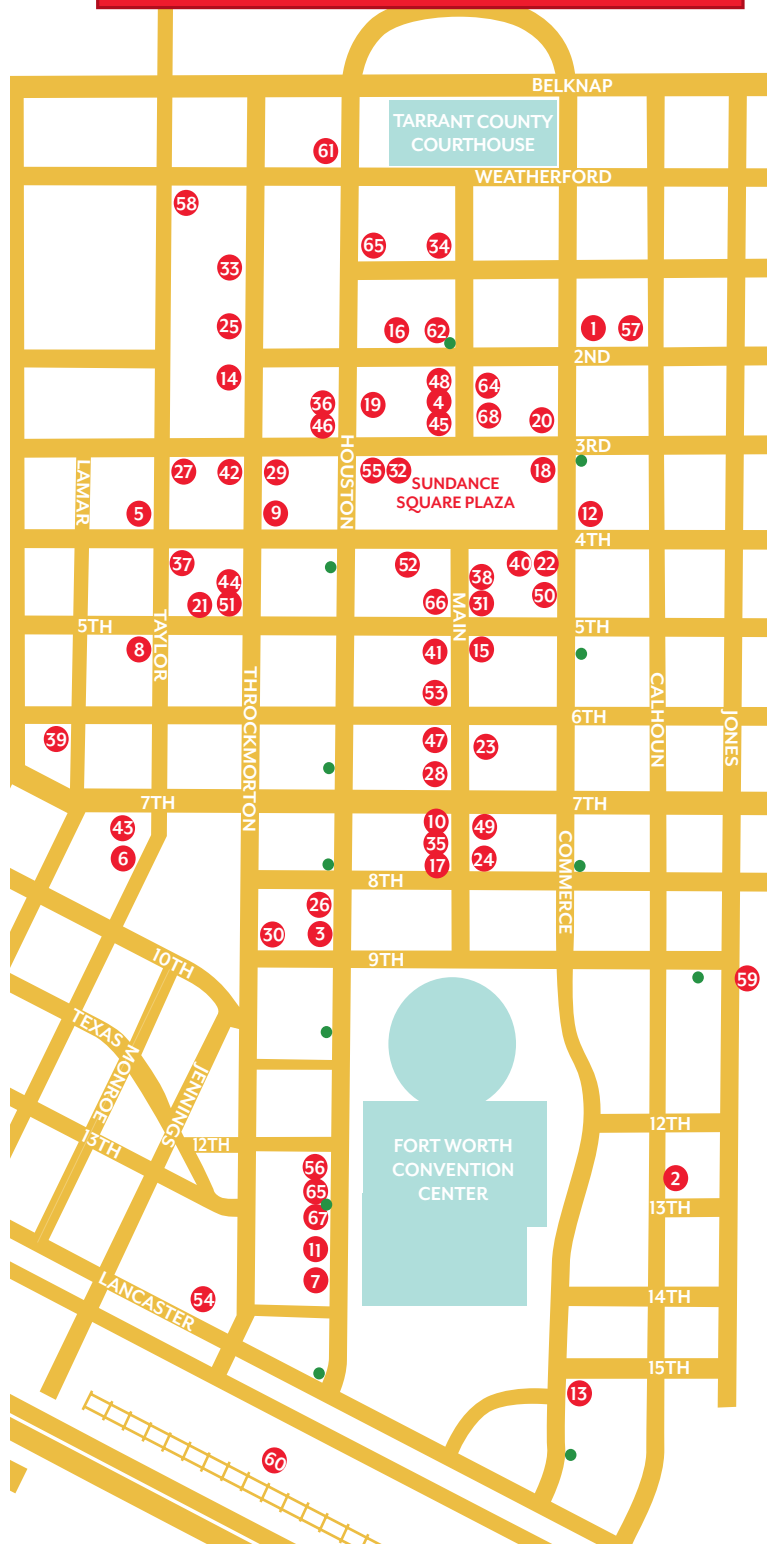 BELKNAP
TARRANT COUNTY
COURTHOUSE
61
WEATHERFORD
58
65 34
33
25
16 62 1 57
2ND
14
48 64
36 19 4
46 45 68 20
3RD
HOUSTON
LAMAR
27 42 29 55 32 18
SUNDANCE
SQUARE PLAZA
5 9 12
4TH
37 52 40 22
44 38
21 51 66 31 50
MAIN
TAYLOR
5TH 5TH
8 41 15
THROCKMORTON
CALHOUN
JONES
53
6TH
39 47 23
28
7TH 7TH
43 10 49
35
6 17 24
COMMERCE
8TH
26
30 3
9TH
10TH
59
TEXAS
MONROE
JENNINGS
13TH
12TH 12TH
FORT WORTH
CONVENTION
CENTER
56
65 2
67 13TH
11
7
54
LANCASTER
14TH
15TH
13
60